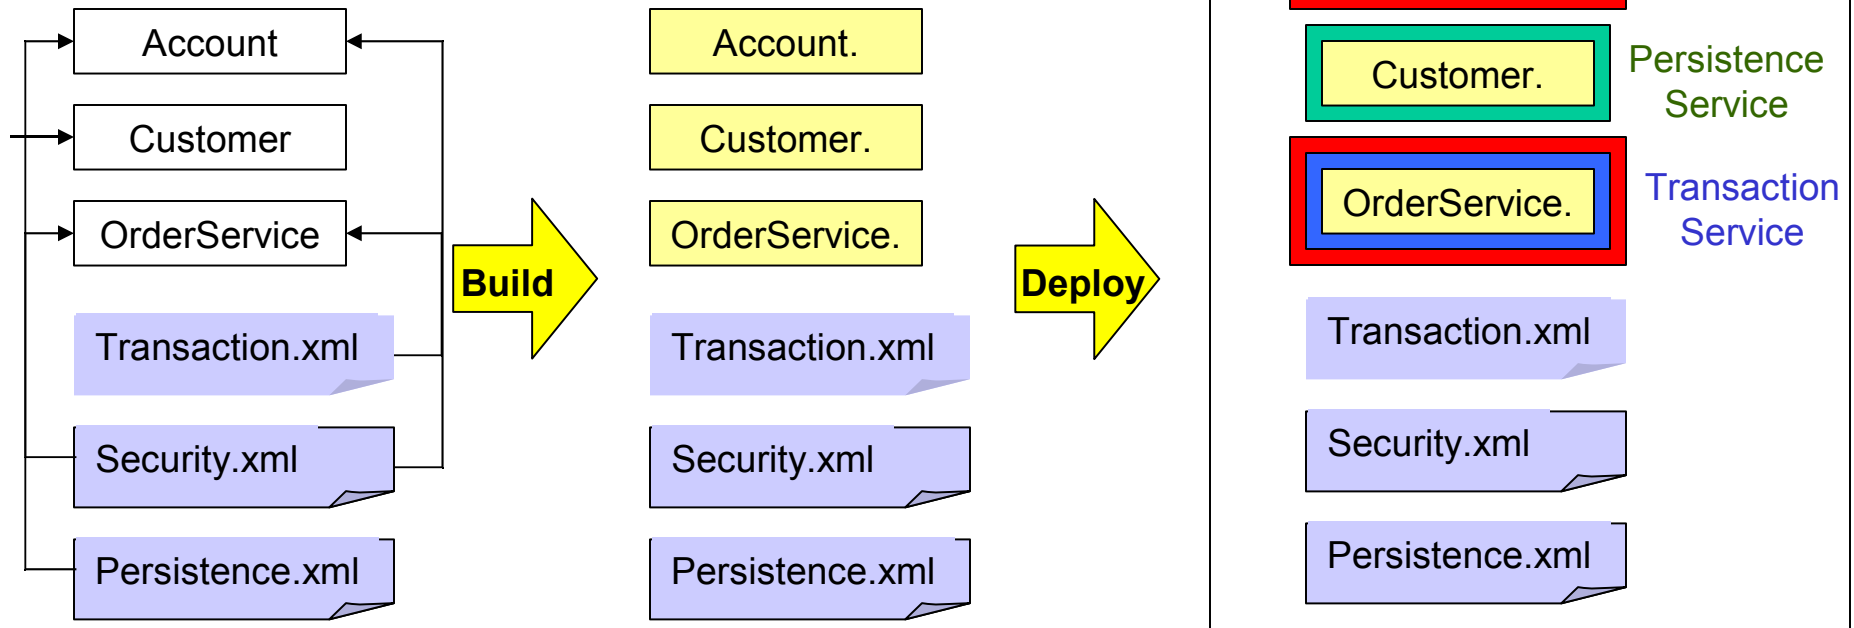 Account
Customer
OrderService
Transaction.xml
Security.xml
Persistence.xml
Build
Account.
Customer.
OrderService.
Transaction.xml
Security.xml
Persistence.xml
Deploy
Customer.
Persistence
Service
OrderService.
Transaction
Service
Transaction.xml
Security.xml
Persistence.xml